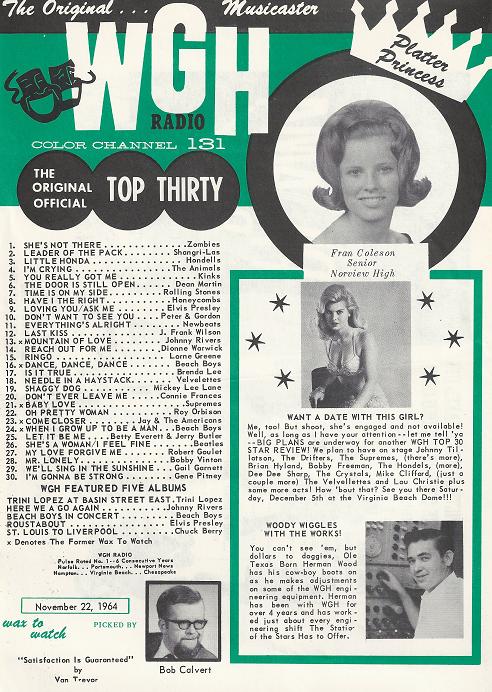 The Original . . . Musicaster
WGH
RADIO
COLOR CHANNEL 131
Platter
Princess
THE
ORIGINAL
OFFICIAL
TOP THIRTY
Fran Coleson
Senior
Norview High
1. SHE'S NOT THERE . . . . . . . . . . Zombies
2. LEADER OF THE PACK . . . . . . Shangri-Las
3. LITTLE HONDA . . . . . . . . . . . Hondells
4. I'M CRYING . . . . . . . . . . . The Animals
5. YOU REALLY GOT ME . . . . . . . . . Kinks
6. THE DOOR IS STILL OPEN. . . . Dean Martin
7. TIME IS ON MY SIDE. . . . . Rolling Stones
8. HAVE I THE RIGHT. . . . . . . Honeycombs
9. LOVING YOU/ASK ME . . . . Elvis Presley
10. DON'T WANT TO SEE YOU . . Peter & Gordon
11. EVERYTHING'S ALRIGHT . . . . Newbeats
12. LAST KISS . . . . . . . . J. Frank Wilson
13. x MOUNTAIN OF LOVE . . . . Johnny Rivers
14. REACH OUT FOR ME . . . Dionne Warwick
15. RINGO . . . . . . . . . . Lorne Greene
16. x DANCE, DANCE, DANCE . . . . Beach Boys
17. IS IT TRUE . . . . . . . . . . Brenda Lee
18. NEEDLE IN A HAYSTACK. . . . Velvelettes
19. SHAGGY DOG . . . . . . Mickey Lee Lane
20. DON'T EVER LEAVE ME . . Connie Frances
21. x BABY LOVE . . . . . . . . . . Supremes
22. OH PRETTY WOMAN . . . . . Roy Orbison
23. x COME CLOSER . . . . Jay & The Americans
24. x WHEN I GROW UP TO BE A MAN . . Beach Boys
25. LET IT BE ME . . . Betty Everett & Jerry Butler
26. SHE'S A WOMAN/I FEEL FINE . . . . Beatles
27. MY LOVE FORGIVE ME . . . . Robert Goulet
28. MR. LONELY. . . . . . . . . Bobby Vinton
29. WE'LL SING IN THE SUNSHINE . . . Gail Garnett
30. I'M GONNA BE STRONG . . . . . Gene Pitney
WGH FEATURED FIVE ALBUMS
TRINI LOPEZ AT BASIN STREET EAST. Trini Lopez
HERE WE A GO AGAIN . . . . . Johnny Rivers
BEACH BOYS IN CONCERT . . . . . Beach Boys
ROUSTABOUT . . . . . . . . . Elvis Presley
ST. LOUIS TO LIVERPOOL . . . . . Chuck Berry
x Denotes The Former Wax To Watch
WGH RADIO
Pulse Rated No. 1--6 Consecutive Years
Norfolk... Portsmouth... Newport News
Hampton... Virginia Beach... Chesapeake
November 22, 1964
wax to
watch
PICKED BY
"Satisfaction Is Guaranteed"
by
Van Trevor
Bob Calvert
WANT A DATE WITH THIS GIRL?
Me, too! But shoot, she's engaged and not available!
Well, as long as I have your attention--let me tell 'ya
--BIG PLANS are underway for another WGH TOP 30
STAR REVIEW! We plan to have on stage Johnny Til-
latson, The Drifters, The Supremes, (there's more),
Brian Hyland, Bobby Freeman, The Hondels, (more),
Dee Dee Sharp, The Crystals, Mike Clifford, (just a
couple more) The Velvellettes and Lou Christie plus
some more acts! How 'bout that? See you there Satur-
day, December 5th at the Virginia Beach Dome!!!
WOODY WIGGLES
WITH THE WORKS!
You can't see 'em, but
dollars to doggies, Ole
Texas Born Herman Wood
has his cow-boy boots on
as he makes adjustments
on some of the WGH en-
gineering equipment. Herman
has been with WGH for
over 4 years and has work-
ed just about every en-
gineering shift The Station
of the Stars Has to Offer.